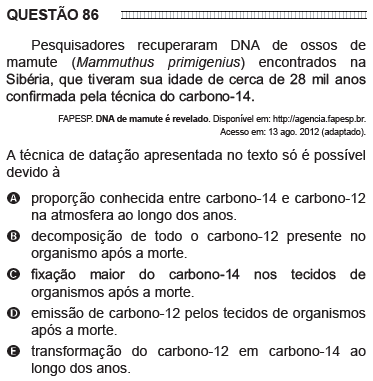 QUESTÃO 86
Pesquisadores recuperaram DNA de ossos de
mamute (Mammuthus primigenius) encontrados na
Sibéria, que tiveram sua idade de cerca de 28 mil anos
confirmada pela técnica do carbono-14.
FAPESP. DNA de mamute é revelado. Disponível em: http://agencia.fapesp.br.
Acesso em: 13 ago. 2012 (adaptado).
A técnica de datação apresentada no texto só é possível
devido à
A proporção conhecida entre carbono-14 e carbono-12
na atmosfera ao longo dos anos.
B decomposição de todo o carbono-12 presente no
organismo após a morte.
C fixação maior do carbono-14 nos tecidos de
organismos após a morte.
D emissão de carbono-12 pelos tecidos de organismos
após a morte.
E transformação do carbono-12 em carbono-14 ao
longo dos anos.